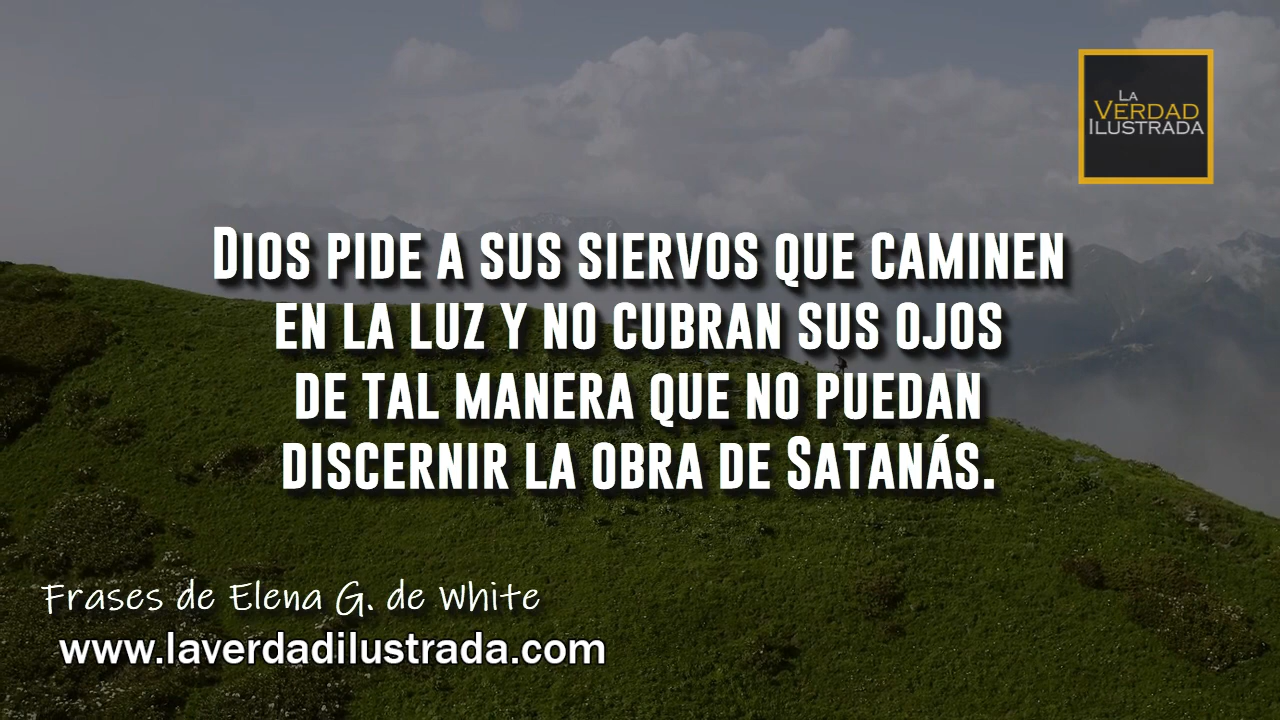 LA
VERDAD
ILUSTRADA
Dios pide a sus siervos que caminen
en la luz y no cubran sus ojos
de tal manera que no puedan
discernir la obra de Satanás.
Frases de Elena G. de White
www.laverdadilustrada.com